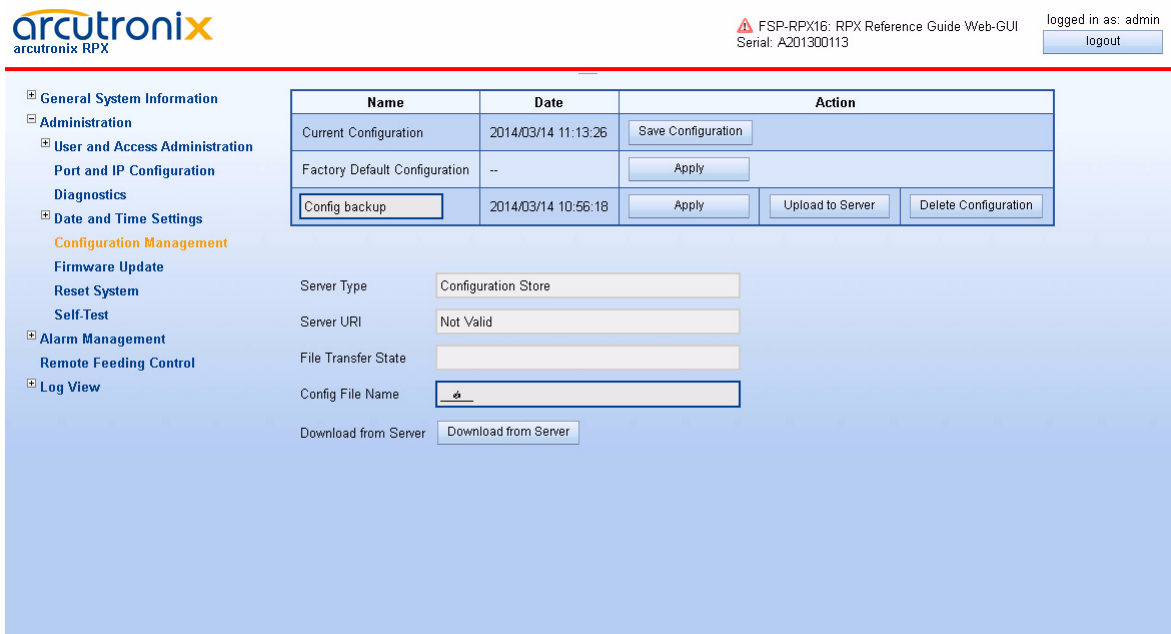 arcutronix
arcutronix RPX
FSP-RPX16: RPX Reference Guide Web-GUI
Serial: A201300113
logged in as: admin
logout
General System Information
Administration
User and Access Administration
Port and IP Configuration
Diagnostics
Date and Time Settings
Configuration Management
Firmware Update
Reset System
Self-Test
Alarm Management
Remote Feeding Control
Log View
Name Date Action
Current Configuration 2014/03/14 11:13:26 Save Configuration
Factory Default Configuration -- Apply
Config backup 2014/03/14 10:56:18 Apply Upload to Server Delete Configuration
Server Type Configuration Store
Server URI Not Valid
File Transfer State
Config File Name
Download from Server Download from Server